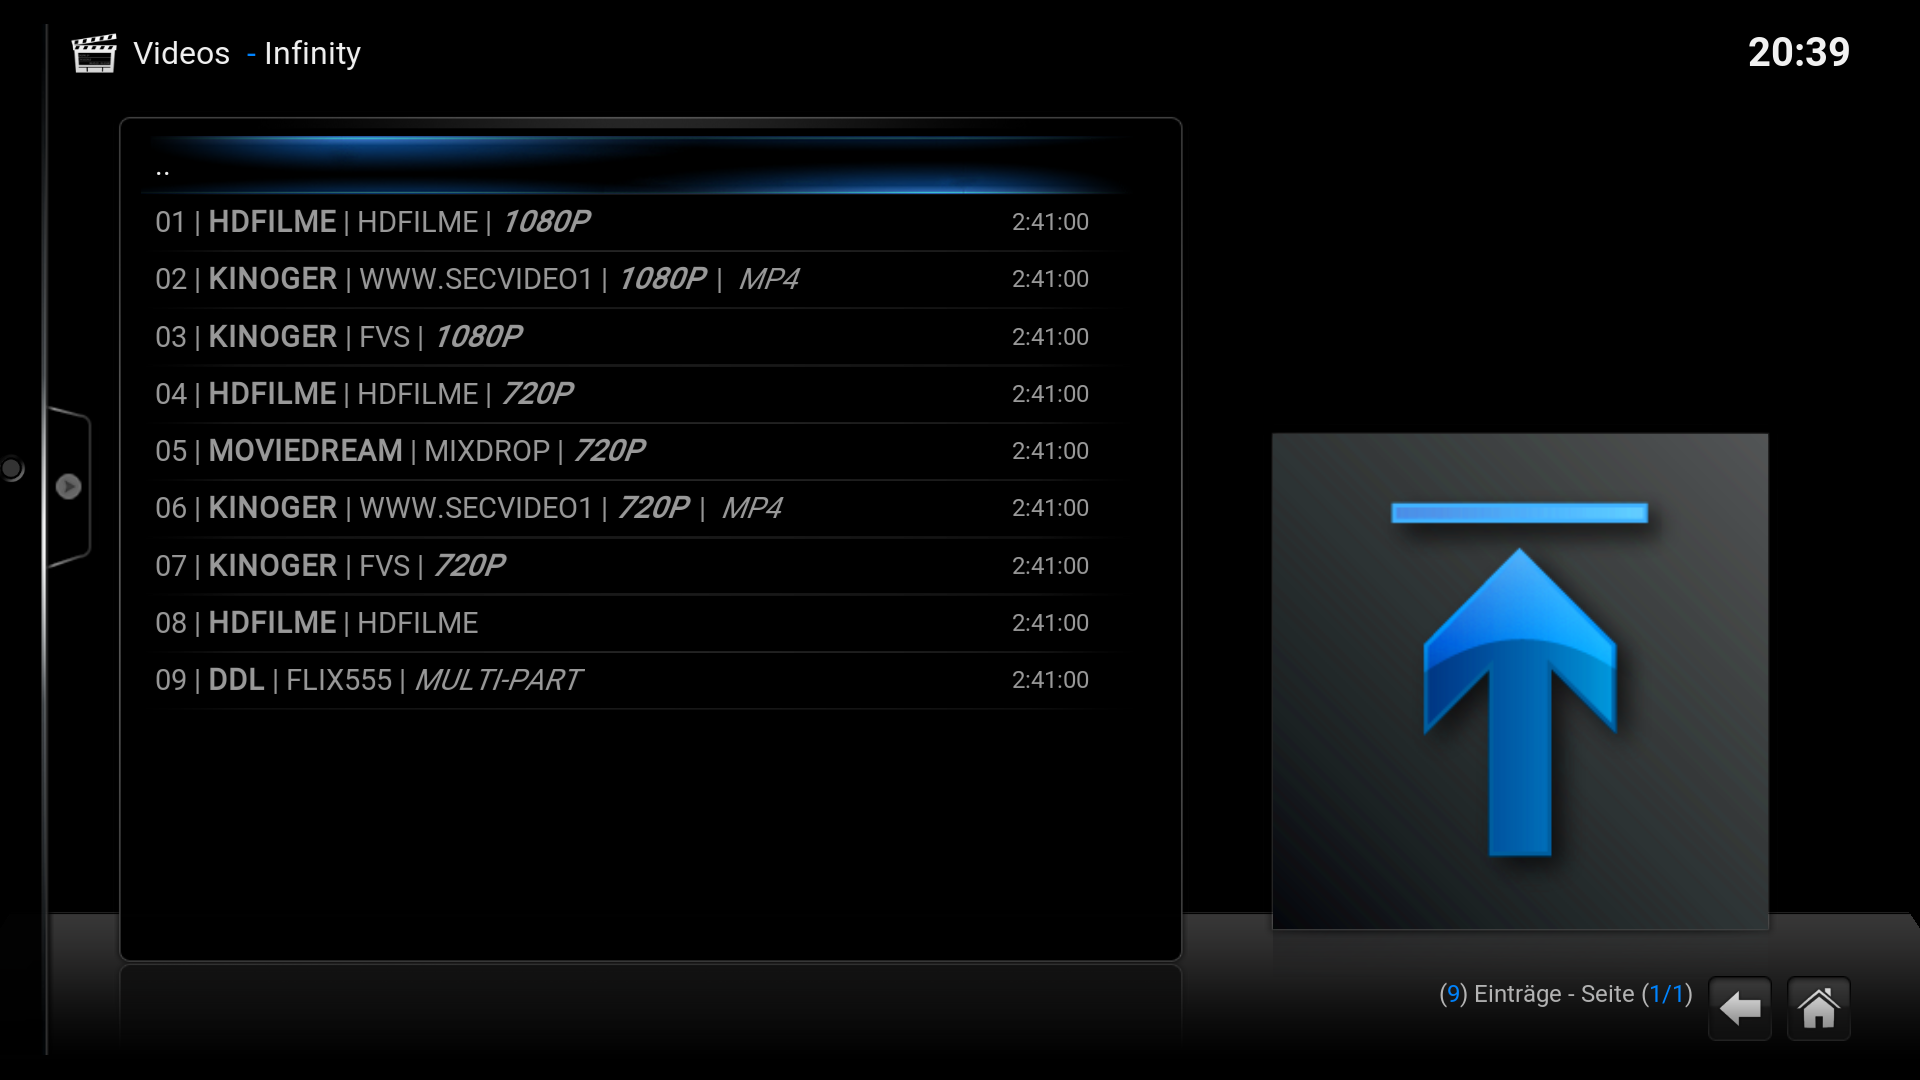 Videos - Infinity
20:39
..
01 | HDFILME | HDFILME | 1080P 2:41:00
02 | KINOGER | WWW.SECVIDEO1 | 1080P | MP4 2:41:00
03 | KINOGER | FVS | 1080P 2:41:00
04 | HDFILME | HDFILME | 720P 2:41:00
05 | MOVIEDREAM | MIXDROP | 720P 2:41:00
06 | KINOGER | WWW.SECVIDEO1 | 720P | MP4 2:41:00
07 | KINOGER | FVS | 720P 2:41:00
08 | HDFILME | HDFILME 2:41:00
09 | DDL | FLIX555 | MULTI-PART 2:41:00
(9) Einträge - Seite (1/1)